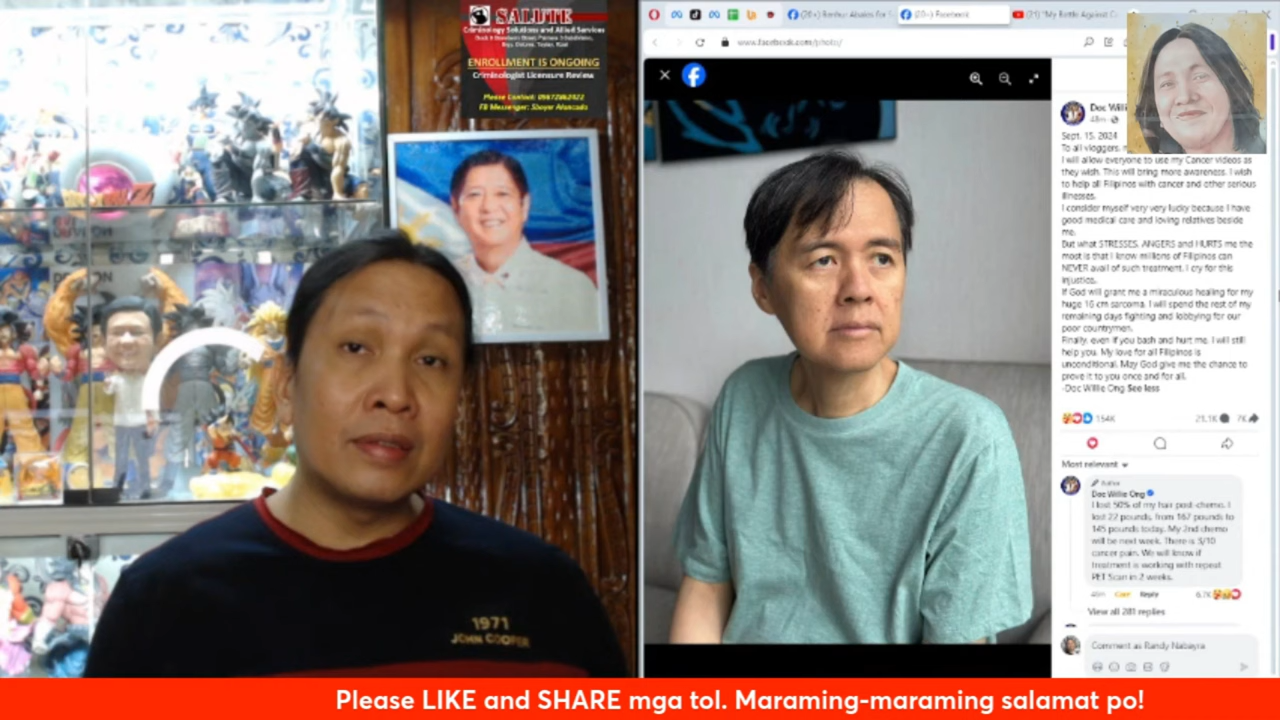 SALUTE
Criminology Solutions and Allied Services
ENROLLMENT IS ONGOING
Criminologist Licensure Review
1971
JOHN COOPER
(20+) Facebook
www.facebook.com/photo/
Doc Willie
48m
Sept. 15, 2024
To all vloggers,
I will allow everyone to use my Cancer videos as
they wish. This will bring more awareness. I wish
to help all Filipinos with cancer and other serious
illnesses.
I consider myself very very lucky because I have
good medical care and loving relatives beside
me.
But what STRESSES, ANGERS and HURTS me the
most is that I know millions of Filipinos can
NEVER avail of such treatment. I cry for this
injustice.
If God will grant me a miraculous healing for my
huge 16 cm sarcoma. I will spend the rest of my
remaining days fighting and lobbying for our
poor countrymen.
Finally, even if you bash and hurt me, I will still
help you. My love for all Filipinos is
unconditional. May God give me the chance to
prove it to you once and for all.
-Doc Willie Ong See less
154K 21.1K 7K
Most relevant
Author
Doc Willie Ong
I lost 50% of my hair post-chemo. I
lost 22 pounds, from 167 pounds to
145 pounds today. My 2nd chemo
will be next week. There is 3/10
cancer pain. We will know if
treatment is working with repeat
PET Scan in 2 weeks.
48m Care Reply 6.7K
View all 281 replies
Comment as Randy Nabayra
Please LIKE and SHARE mga tol. Maraming-maraming salamat po!